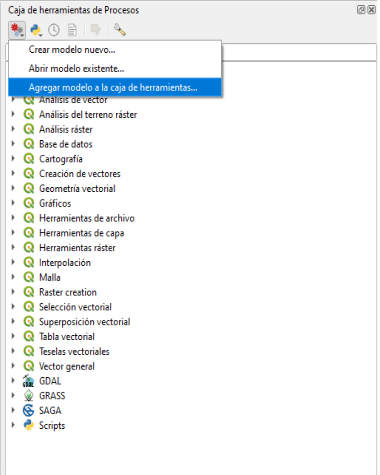 Caja de herramientas de Procesos
Crear modelo nuevo...
Abrir modelo existente...
Agregar modelo a la caja de herramientas...
Análisis de vector
Análisis del terreno ráster
Análisis ráster
Base de datos
Cartografía
Creación de vectores
Geometría vectorial
Gráficos
Herramientas de archivo
Herramientas de capa
Herramientas ráster
Interpolación
Malla
Raster creation
Selección vectorial
Superposición vectorial
Tabla vectorial
Teselas vectoriales
Vector general
GDAL
GRASS
SAGA
Scripts